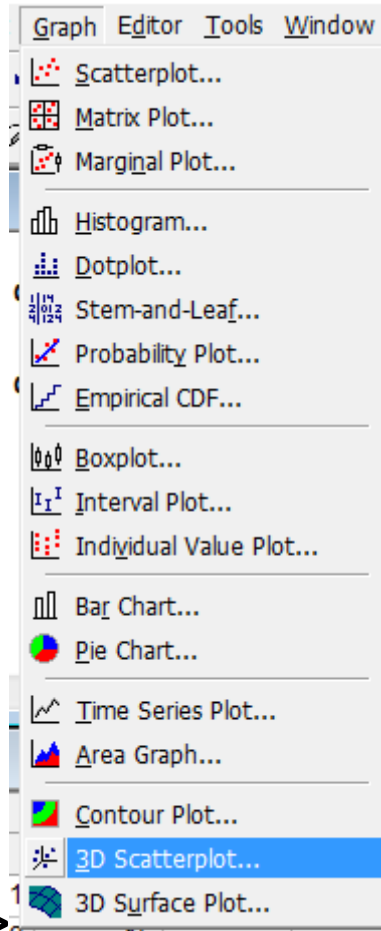 Graph Editor Tools Window
Scatterplot...
Matrix Plot...
Marginal Plot...
Histogram...
Dotplot...
Stem-and-Leaf...
Probability Plot...
Empirical CDF...
Boxplot...
Interval Plot...
Individual Value Plot...
Bar Chart...
Pie Chart...
Time Series Plot...
Area Graph...
Contour Plot...
3D Scatterplot...
3D Surface Plot...